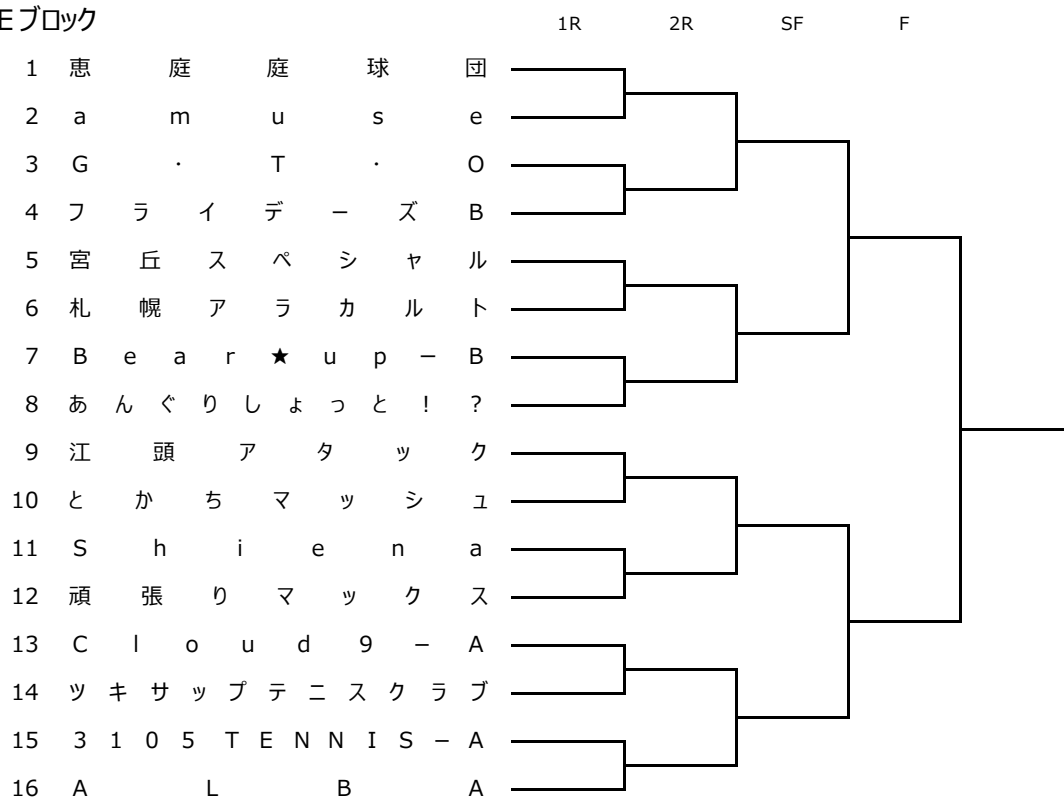 Eブロック
1R 2R SF F
1 恵庭庭球団
2 amuse
3 G・T・O
4 フライデーズB
5 宮丘スペシャル
6 札幌アラカルト
7 Bear★up－B
8 あんぐりしょっと！？
9 江頭アタック
10 とかちマッシュ
11 Shiena
12 頑張りマックス
13 Cloud9－A
14 ツキサップテニスクラブ
15 3105TENNIS－A
16 ALBA